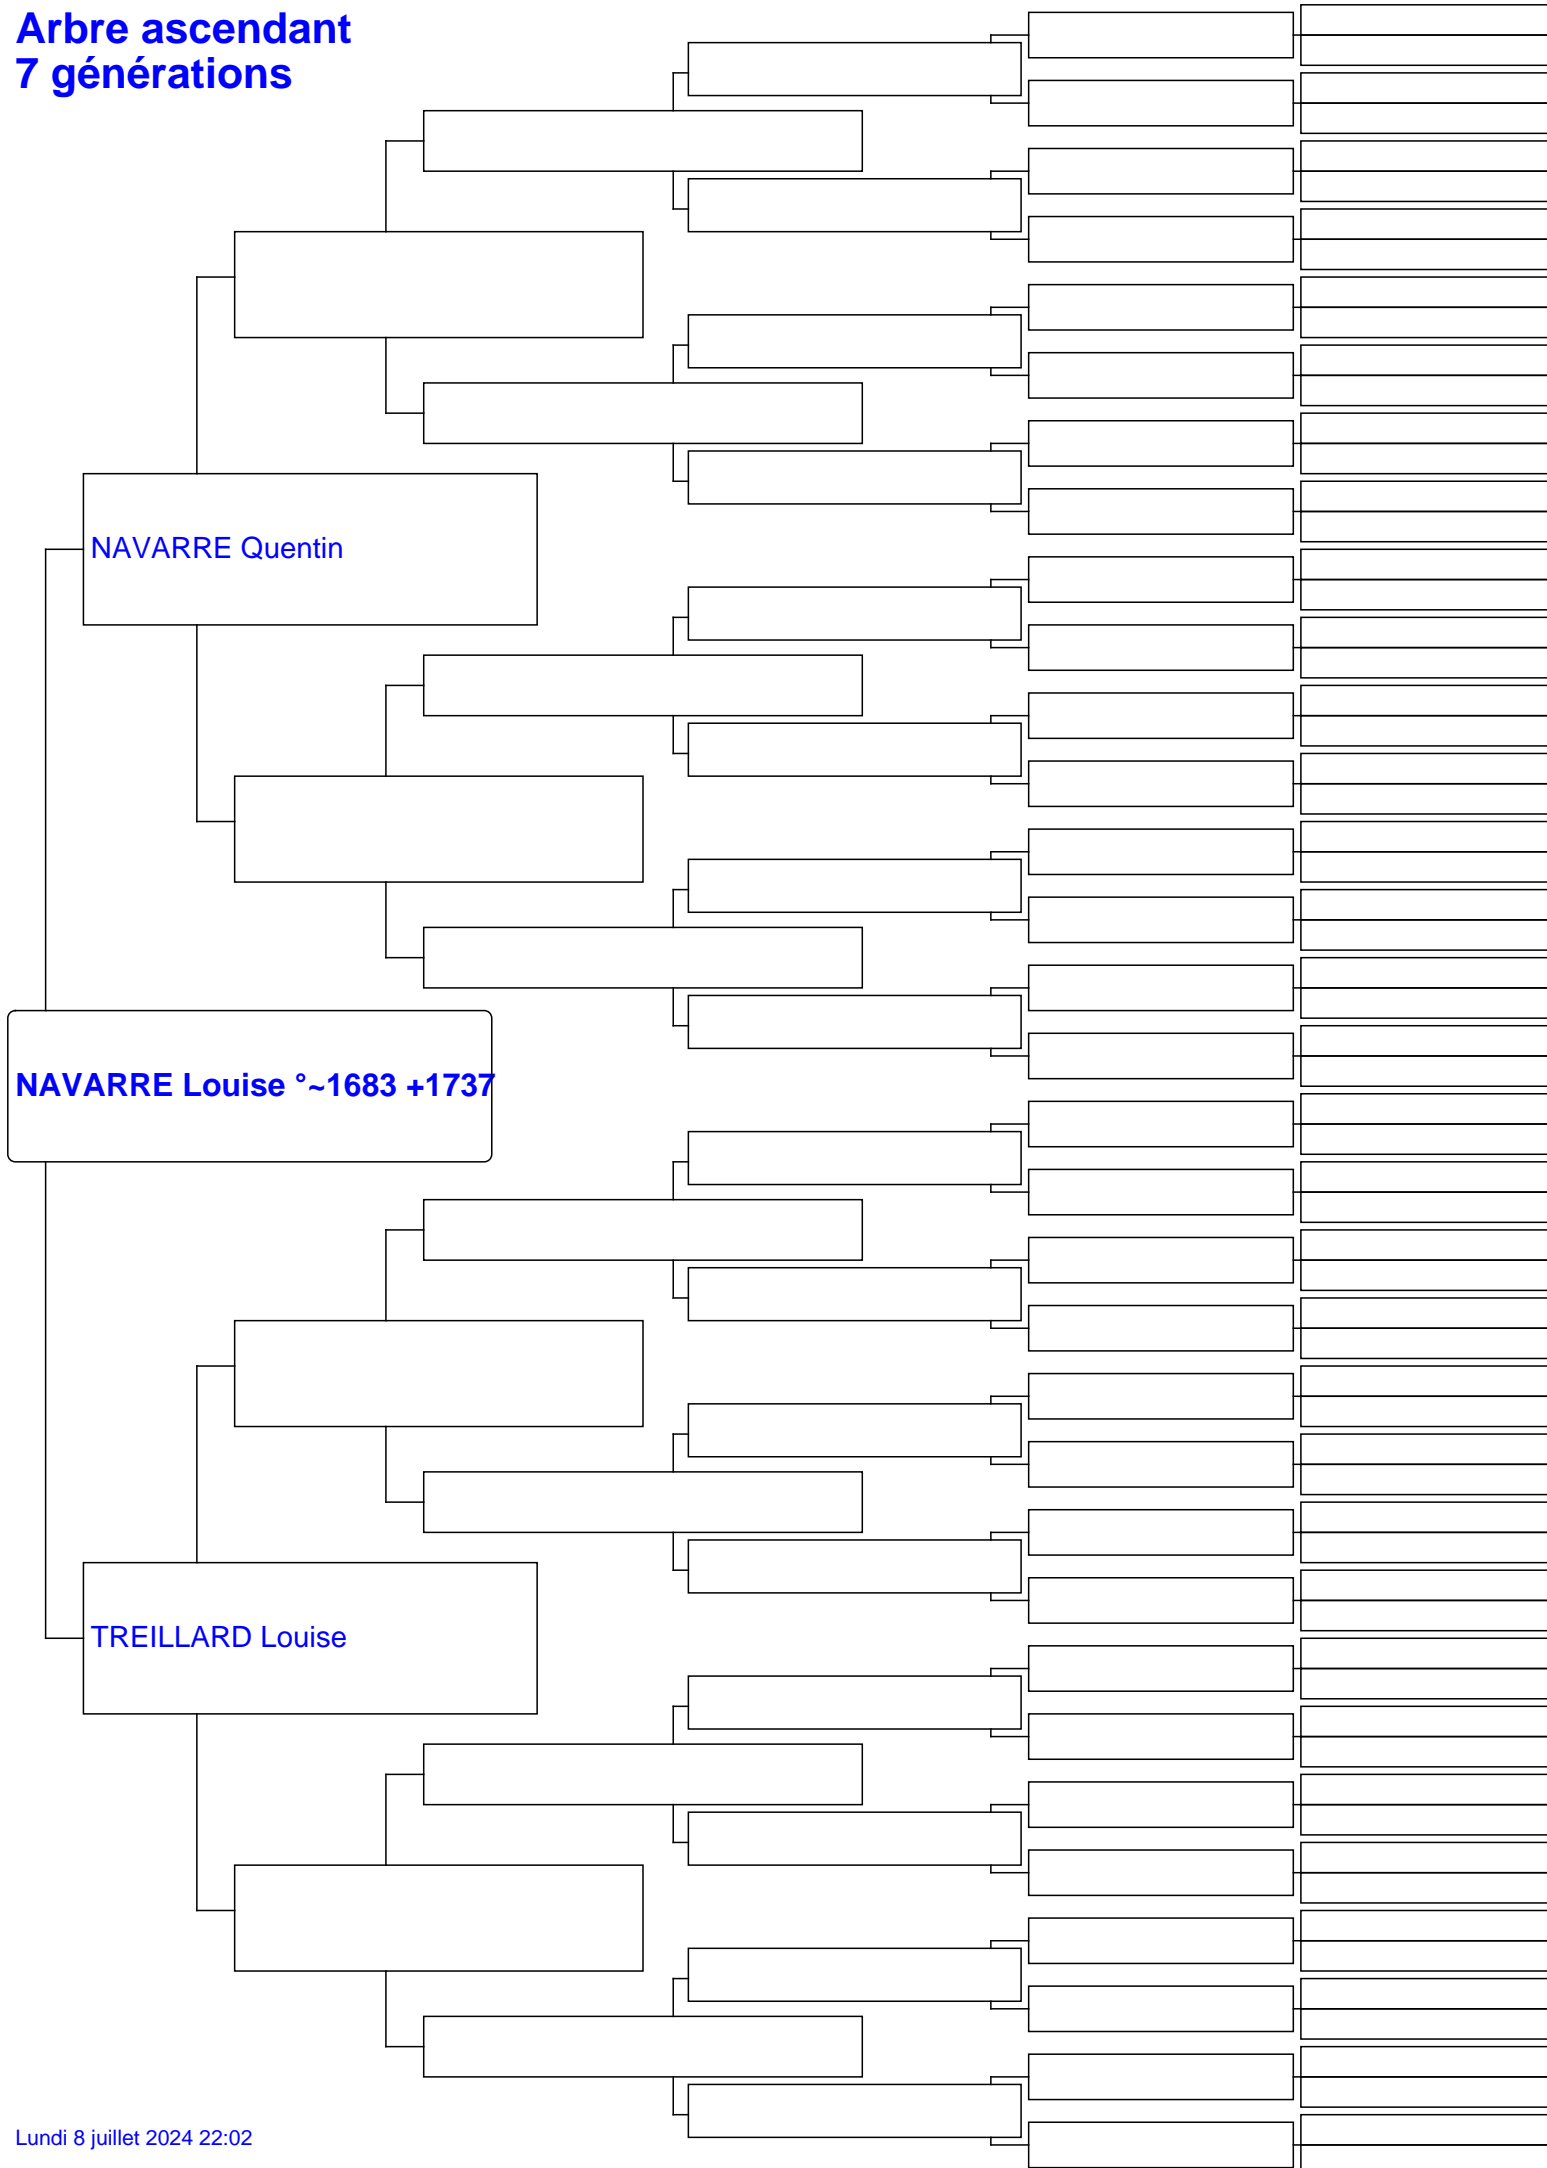 Arbre ascendant
7 générations
NAVARRE Quentin
NAVARRE Louise °~1683 +1737
TREILLARD Louise
Lundi 8 juillet 2024 22:02